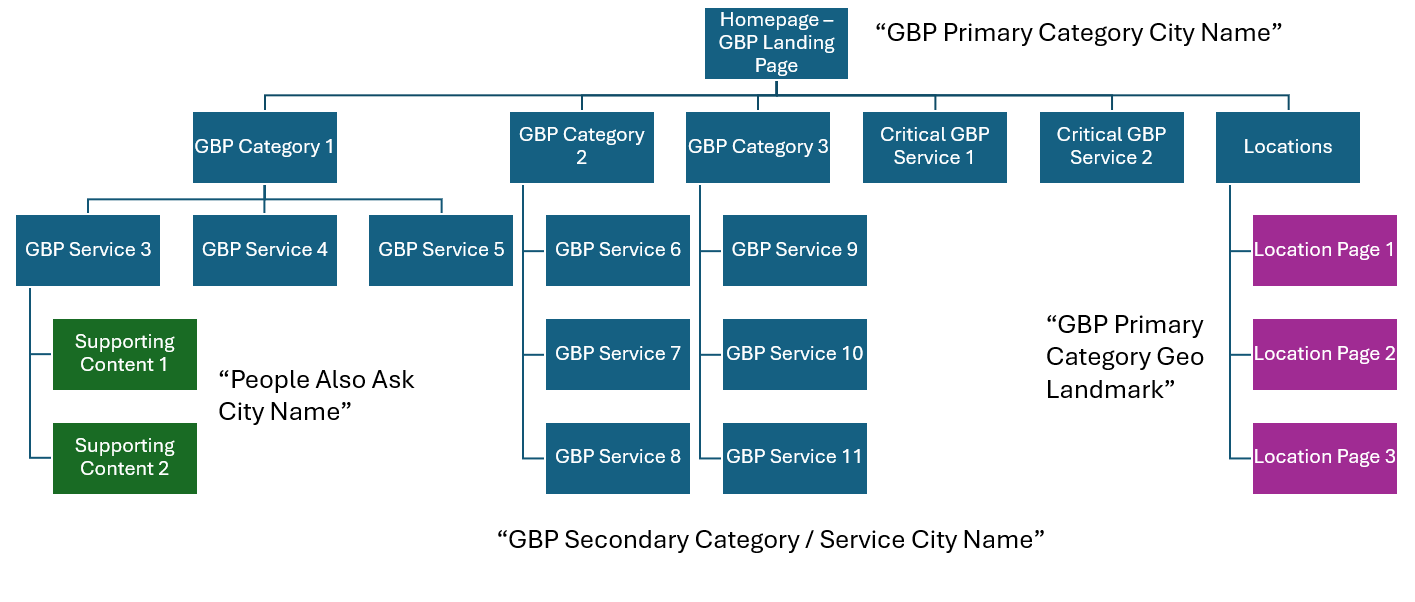 Homepage –
GBP Landing
Page
“GBP Primary Category City Name”
GBP Category 1
GBP Category
2
GBP Category 3
Critical GBP
Service 1
Critical GBP
Service 2
Locations
GBP Service 3
GBP Service 4
GBP Service 5
GBP Service 6
GBP Service 9
Location Page 1
Supporting
Content 1
“People Also Ask
City Name”
GBP Service 7
GBP Service 10
“GBP Primary
Category Geo
Landmark”
Location Page 2
Supporting
Content 2
GBP Service 8
GBP Service 11
Location Page 3
“GBP Secondary Category / Service City Name”